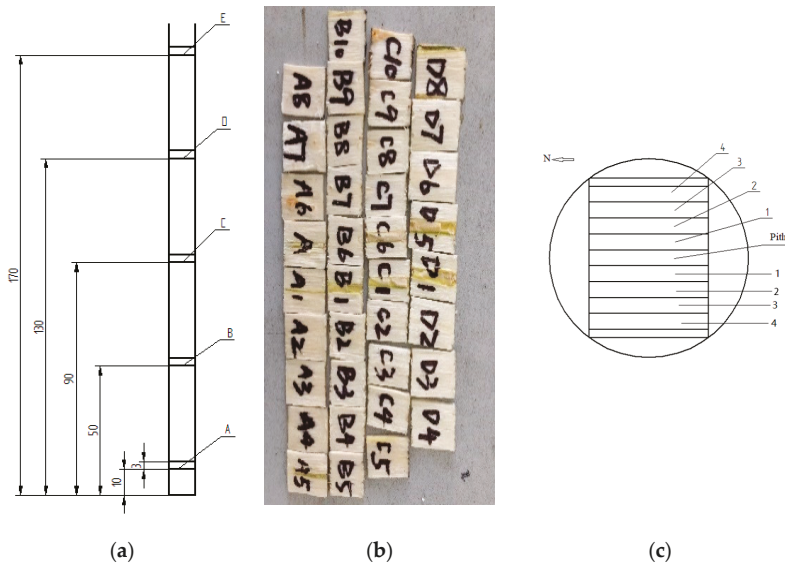 E
D
C
B
A
170
130
90
50
10
3
(a)
A8
A7
A6
A1
A2
A3
A4
A5
B10
B9
B8
B7
B6
B1
B2
B3
B4
B5
C10
C9
C8
C7
C6
C1
C2
C3
C4
C5
D8
D7
D6
D5
D1
D2
D3
D4
(b)
N
4
3
2
1
Pith
1
2
3
4
(c)